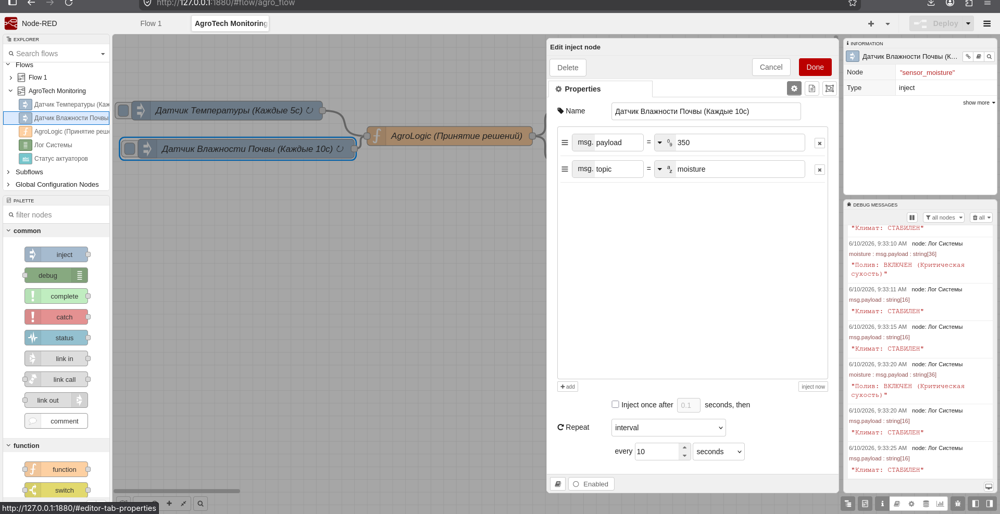 http://127.0.0.1:1880/#flow/agro_flow
Node-RED
Flow 1
AgroTech Monitoring
Deploy
EXPLORER
Search flows
Flows
Flow 1
AgroTech Monitoring
Датчик Температуры (Каж
Датчик Влажности Почвы
AgroLogic (Принятие реше
Лог Системы
abc
Статус актуаторов
Subflows
Global Configuration Nodes
PALETTE
filter nodes
common
inject
debug
complete
catch
status
link in
link call
link out
comment
function
function
switch
http://127.0.0.1:1880/#editor-tab-properties
Датчик Температуры (Каждые 5с) ↻
Датчик Влажности Почвы (Каждые 10с) ↻
AgroLogic (Принятие решений)
Edit inject node
Delete
Cancel
Done
Properties
Name
Датчик Влажности Почвы (Каждые 10с)
msg. payload = 350
msg. topic = moisture
add
inject now
Inject once after 0.1 seconds, then
Repeat
interval
every 10 seconds
Enabled
INFORMATION
Датчик Влажности Почвы (К...
Node "sensor_moisture"
Type inject
show more
DEBUG MESSAGES
all nodes
all
"Климат: СТАБИЛЕН"
6/10/2026, 9:33:10 AM node: Лог Системы
moisture : msg.payload : string[36]
"Полив: ВКЛЮЧЕН (Критическая
сухость)"
6/10/2026, 9:33:11 AM node: Лог Системы
msg.payload : string[16]
"Климат: СТАБИЛЕН"
6/10/2026, 9:33:15 AM node: Лог Системы
msg.payload : string[16]
"Климат: СТАБИЛЕН"
6/10/2026, 9:33:20 AM node: Лог Системы
moisture : msg.payload : string[36]
"Полив: ВКЛЮЧЕН (Критическая
сухость)"
6/10/2026, 9:33:20 AM node: Лог Системы
msg.payload : string[16]
"Климат: СТАБИЛЕН"
6/10/2026, 9:33:25 AM node: Лог Системы
msg.payload : string[16]
"Климат: СТАБИЛЕН"